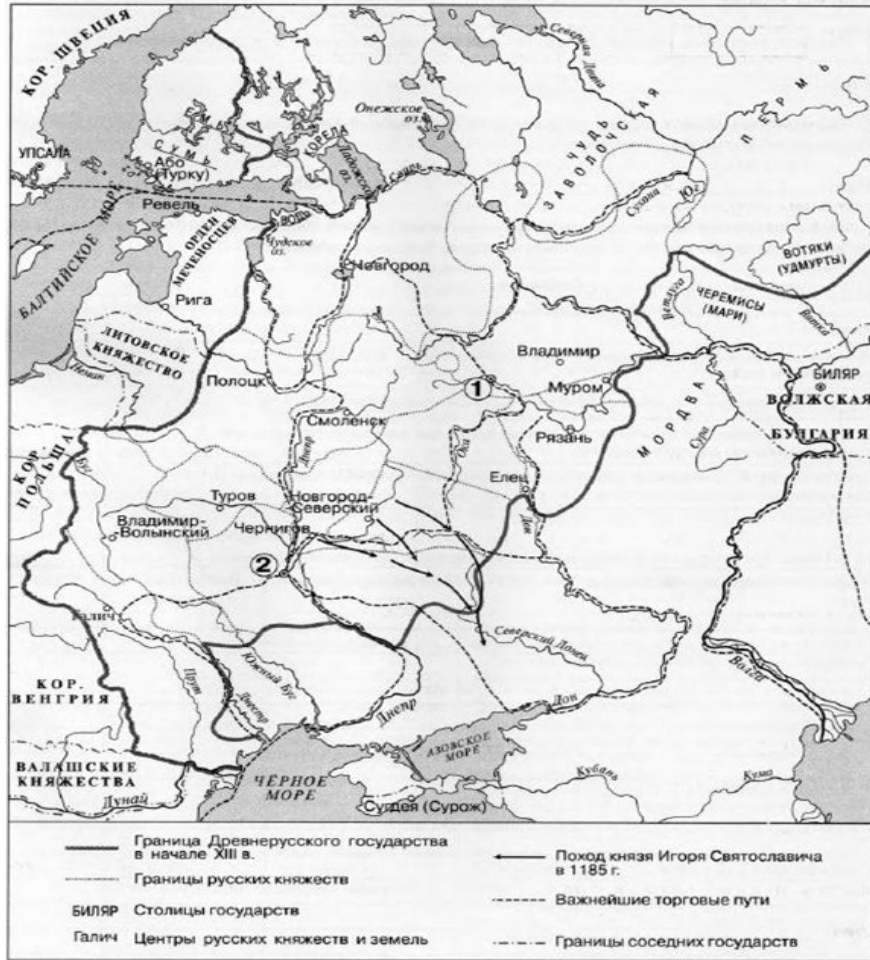 КОР. ШВЕЦИЯ
УПСАЛА
СУМЬ
Або
(Турку)
КОРЕЛА
Онежское
оз.
Ладожское
оз.
Свирь
Северная Двина
ЧУДЬ
ЗАВОЛОЧСКАЯ
Сухона
Юг
БАЛТИЙСКОЕ МОРЕ
Ревель
ВОДЬ
ОРДЕН
МЕЧЕНОСЦЕВ
Чудское
оз.
Новгород
Рига
ВОТЯКИ
(УДМУРТЫ)
Ветлуга
ЧЕРЕМИСЫ
(МАРИ)
Вятка
ЛИТОВСКОЕ
КНЯЖЕСТВО
Неман
Полоцк
Владимир
1
Муром
БИЛЯР
ВОЛЖСКАЯ
БУЛГАРИЯ
МОРДВА
Сура
Смоленск
Днепр
Ока
Рязань
КОР.
ПОЛЬША
Буг
Елец
Дон
Туров
Новгород-
Северский
Владимир-
Волынский
Чернигов
2
Галич
Северский Донец
Волга
КОР.
ВЕНГРИЯ
Прут
Днестр
Южный Буг
Днепр
Дон
ВАЛАШСКИЕ
КНЯЖЕСТВА
Дунай
ЧЁРНОЕ
МОРЕ
АЗОВСКОЕ
МОРЕ
Сугдея (Сурож)
Кубань
Кума
Граница Древнерусского государства
в начале XIII в.
Границы русских княжеств
БИЛЯР Столицы государств
Галич Центры русских княжеств и земель
Поход князя Игоря Святославича
в 1185 г.
Важнейшие торговые пути
Границы соседних государств